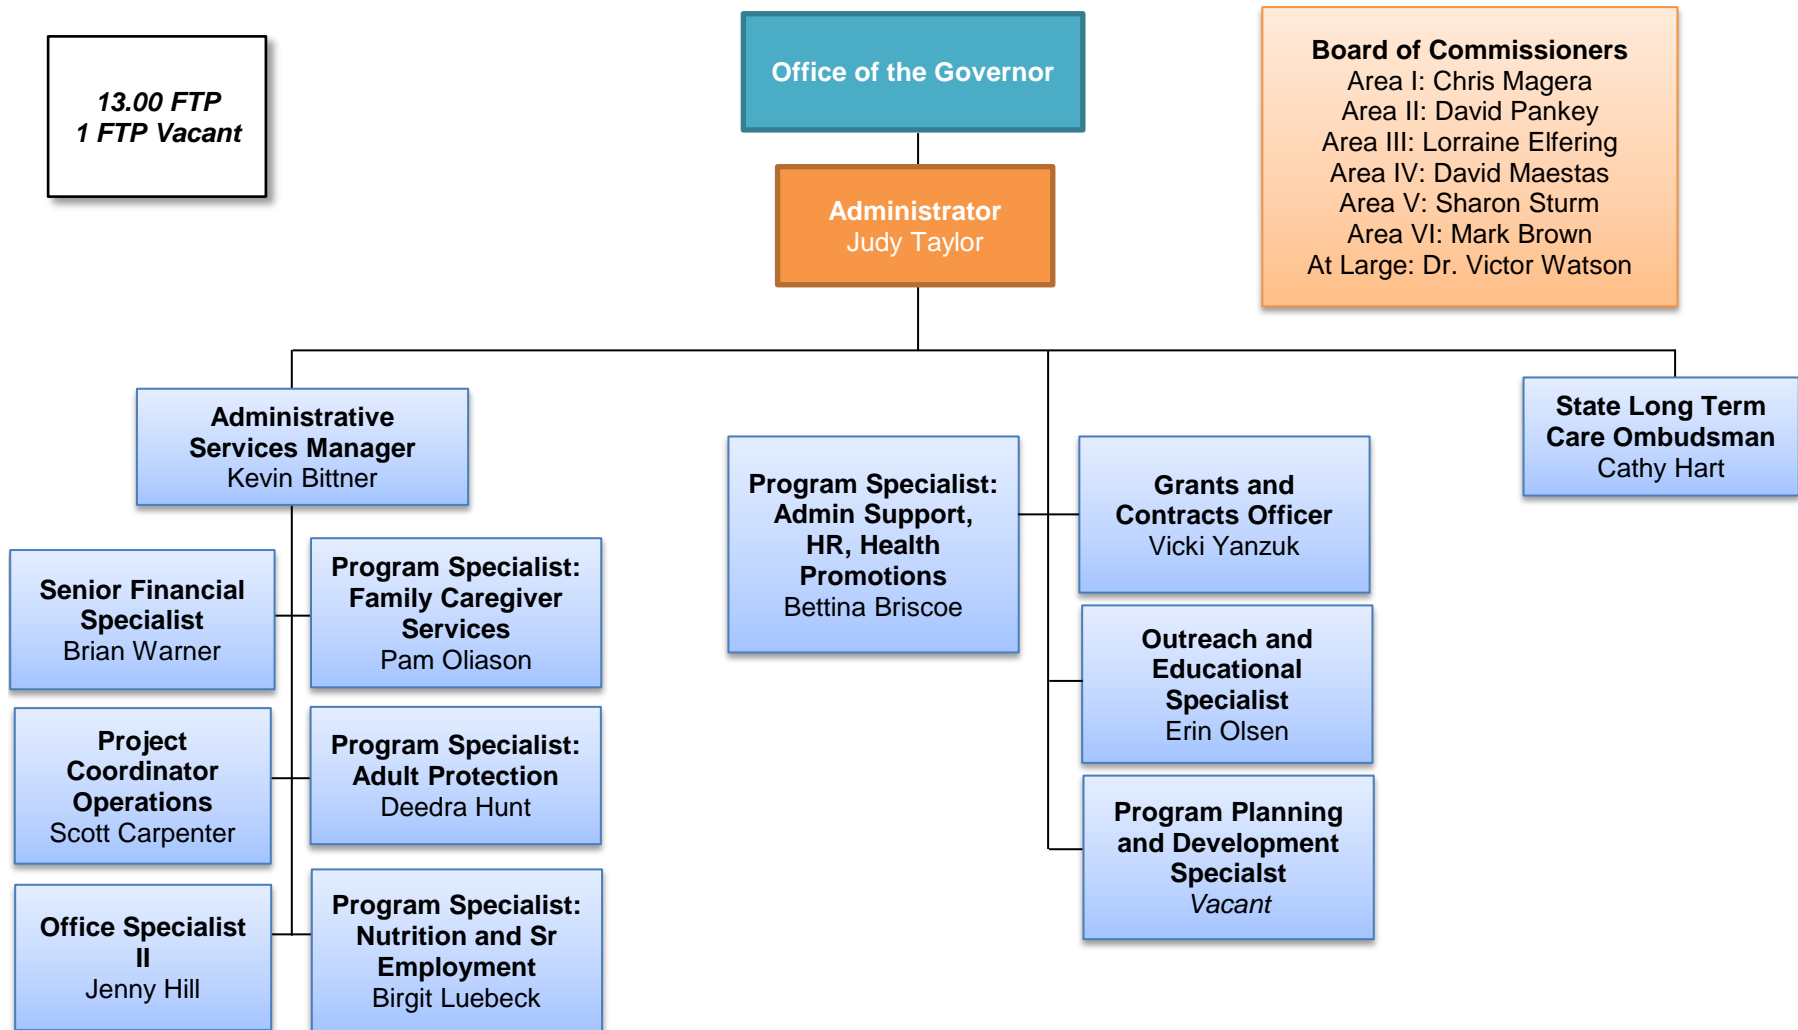 13.00 FTP
1 FTP Vacant
Office of the Governor
Board of Commissioners
Area I: Chris Magera
Area II: David Pankey
Area III: Lorraine Elfering
Area IV: David Maestas
Area V: Sharon Sturm
Area VI: Mark Brown
At Large: Dr. Victor Watson
Administrator
Judy Taylor
Administrative
Services Manager
Kevin Bittner
Senior Financial
Specialist
Brian Warner
Program Specialist:
Family Caregiver
Services
Pam Oliason
Project
Coordinator
Operations
Scott Carpenter
Program Specialist:
Adult Protection
Deedra Hunt
Office Specialist
II
Jenny Hill
Program Specialist:
Nutrition and Sr
Employment
Birgit Luebeck
Program Specialist:
Admin Support,
HR, Health
Promotions
Bettina Briscoe
Grants and
Contracts Officer
Vicki Yanzuk
Outreach and
Educational
Specialist
Erin Olsen
Program Planning
and Development
Specialst
Vacant
State Long Term
Care Ombudsman
Cathy Hart